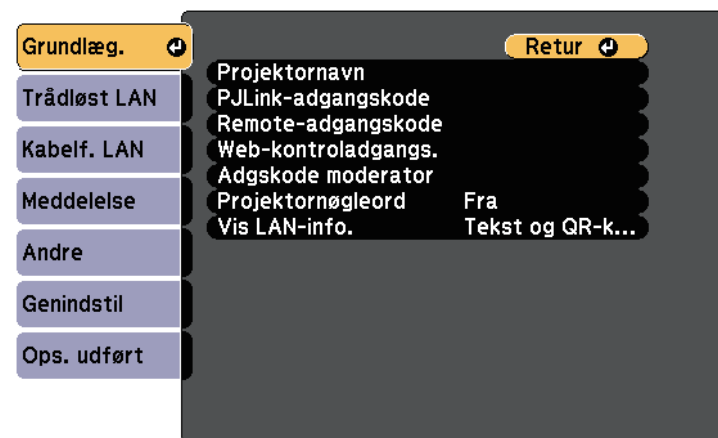 Grundlæg.
Trådløst LAN
Kabelf. LAN
Meddelelse
Andre
Genindstil
Ops. udført
Retur
Projektornavn
PJLink-adgangskode
Remote-adgangskode
Web-kontroladgangs.
Adgskode moderator
Projektornøgleord Fra
Vis LAN-info. Tekst og QR-k...